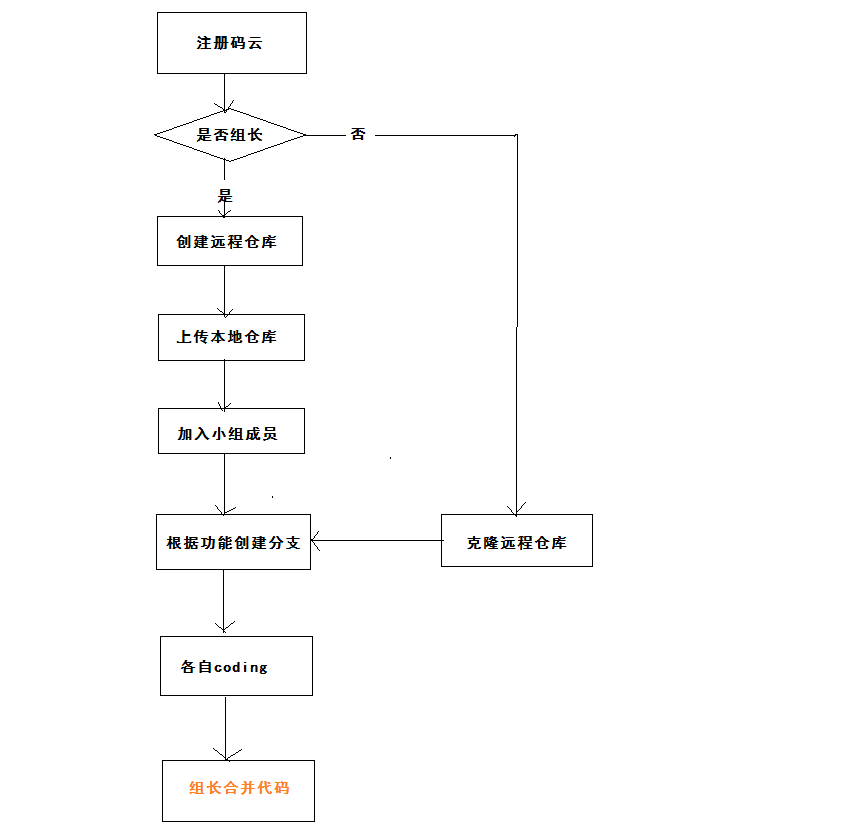 注册码云
是否组长
否
是
创建远程仓库
上传本地仓库
加入小组成员
根据功能创建分支
克隆远程仓库
各自coding
组长合并代码